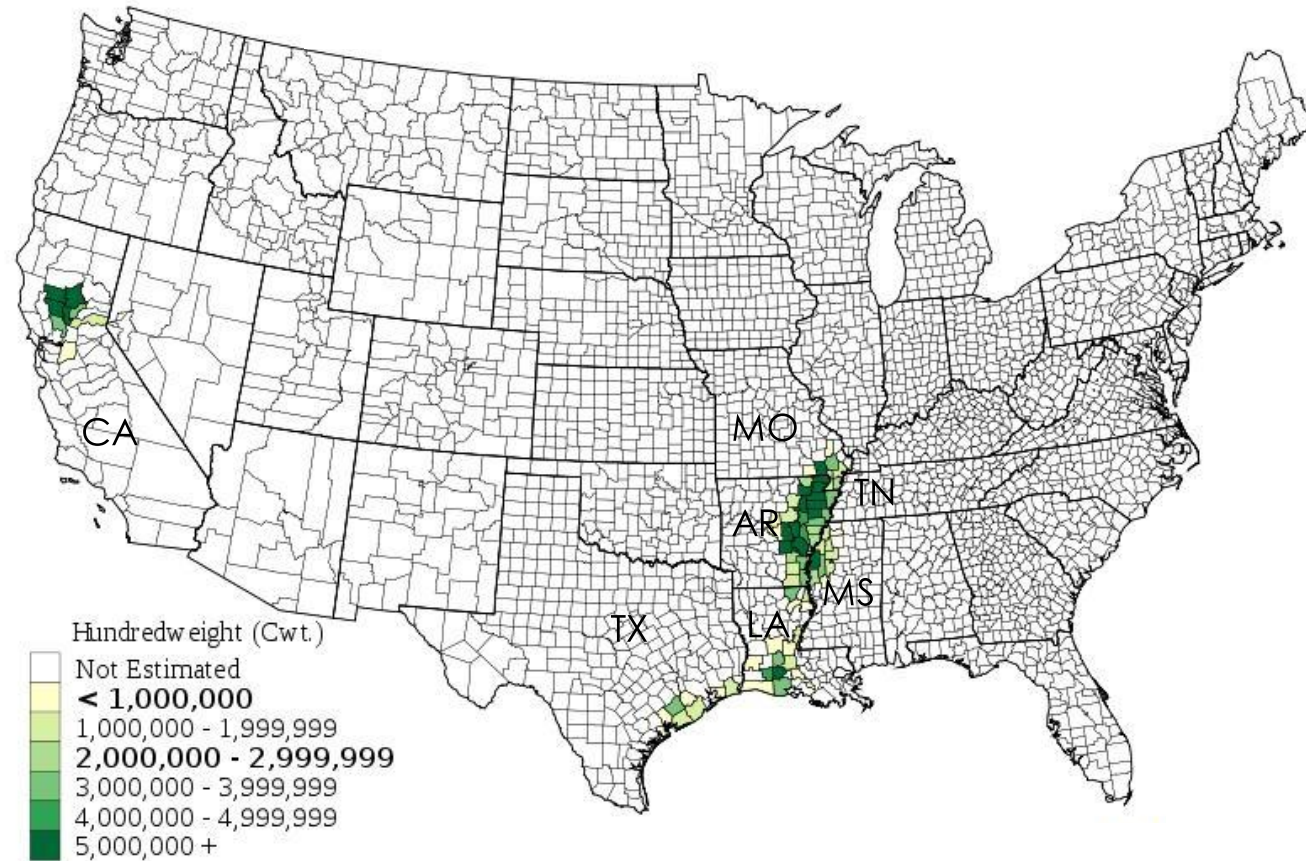 CA
MO
TN
AR
MS
TX
LA
Hundredweight (Cwt.)
Not Estimated
< 1,000,000
1,000,000 - 1,999,999
2,000,000 - 2,999,999
3,000,000 - 3,999,999
4,000,000 - 4,999,999
5,000,000 +